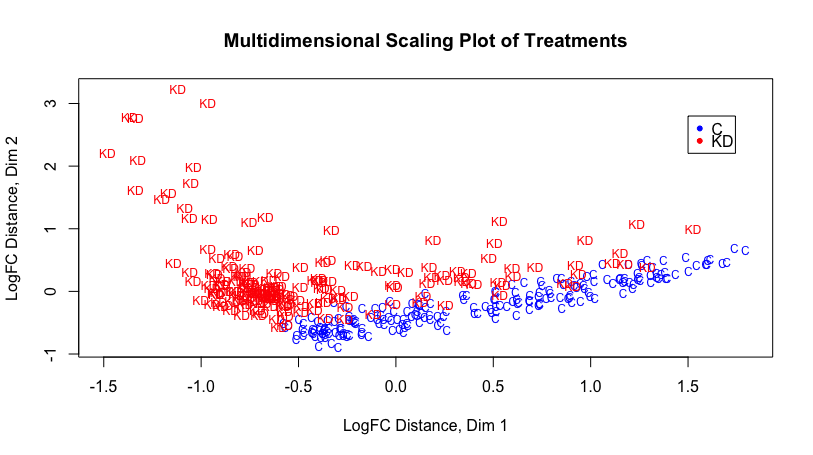 Multidimensional Scaling Plot of Treatments
LogFC Distance, Dim 2
3
2
1
0
-1
C
KD
-1.5 -1.0 -0.5 0.0 0.5 1.0 1.5
LogFC Distance, Dim 1